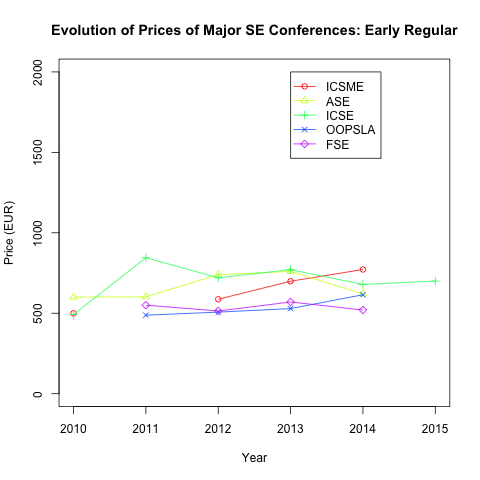 Evolution of Prices of Major SE Conferences: Early Regular
ICSME
ASE
ICSE
OOPSLA
FSE
Price (EUR)
2000
1500
1000
500
0
2010 2011 2012 2013 2014 2015
Year